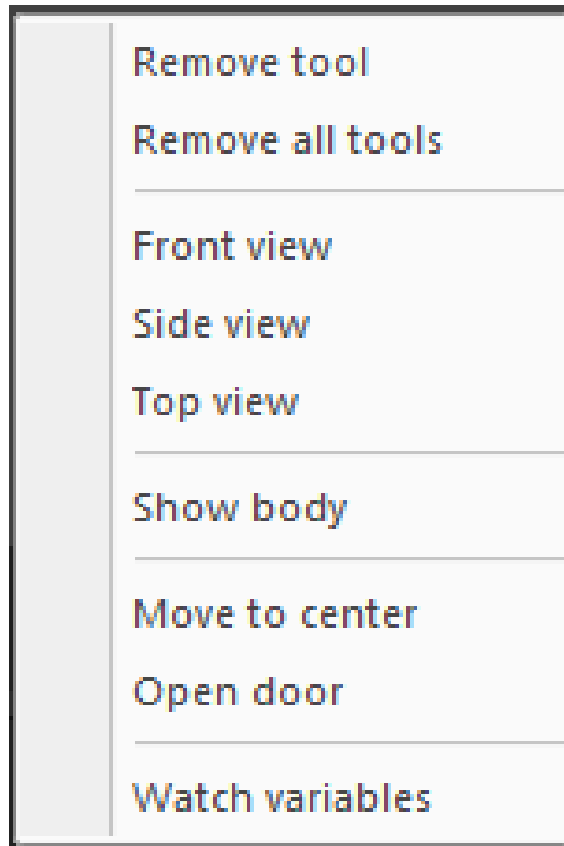 Remove tool
Remove all tools
Front view
Side view
Top view
Show body
Move to center
Open door
Watch variables